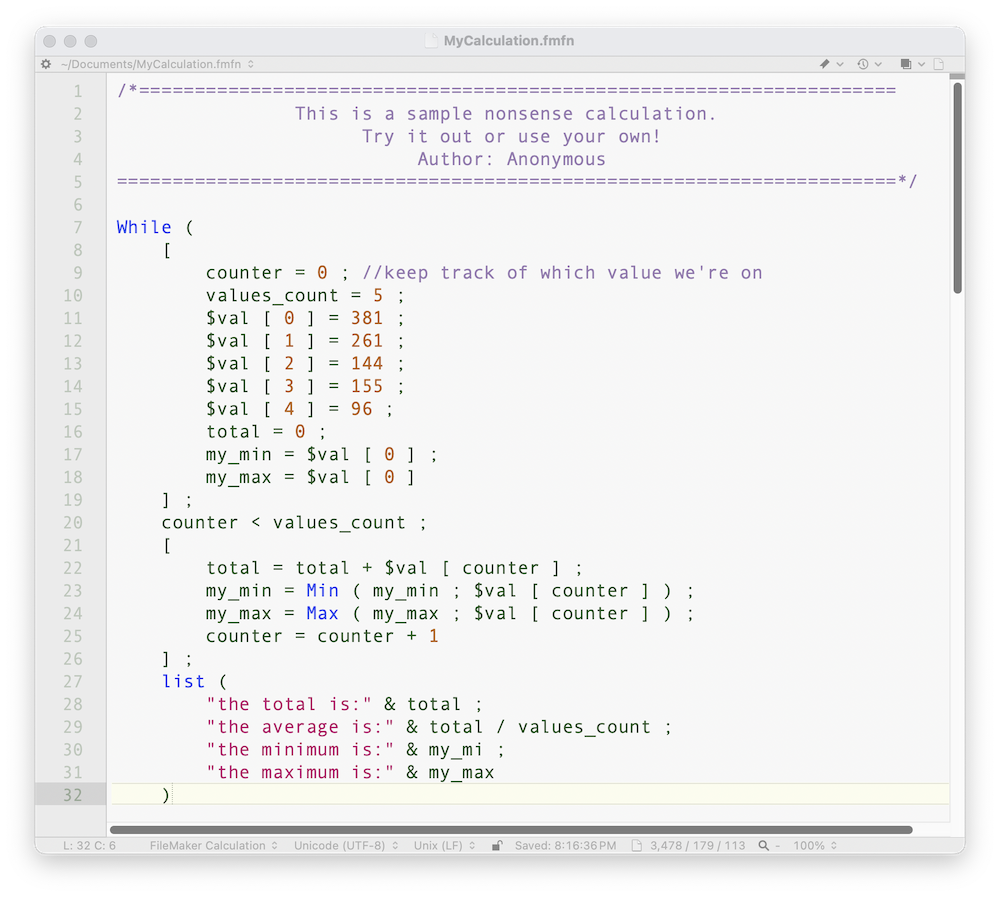 MyCalculation.fmfn
~/Documents/MyCalculation.fmfn
1 /*======================================================================
2 This is a sample nonsense calculation.
3 Try it out or use your own!
4 Author: Anonymous
5 ======================================================================*/
6
7 While (
8 [
9 counter = 0 ; //keep track of which value we're on
10 values_count = 5 ;
11 $val [ 0 ] = 381 ;
12 $val [ 1 ] = 261 ;
13 $val [ 2 ] = 144 ;
14 $val [ 3 ] = 155 ;
15 $val [ 4 ] = 96 ;
16 total = 0 ;
17 my_min = $val [ 0 ] ;
18 my_max = $val [ 0 ]
19 ] ;
20 counter < values_count ;
21 [
22 total = total + $val [ counter ] ;
23 my_min = Min ( my_min ; $val [ counter ] ) ;
24 my_max = Max ( my_max ; $val [ counter ] ) ;
25 counter = counter + 1
26 ] ;
27 list (
28 "the total is:" & total ;
29 "the average is:" & total / values_count ;
30 "the minimum is:" & my_mi ;
31 "the maximum is:" & my_max
32 )
L: 32 C: 6 FileMaker Calculation Unicode (UTF-8) Unix (LF) Saved: 8:16:36 PM 3,478 / 179 / 113 - 100%